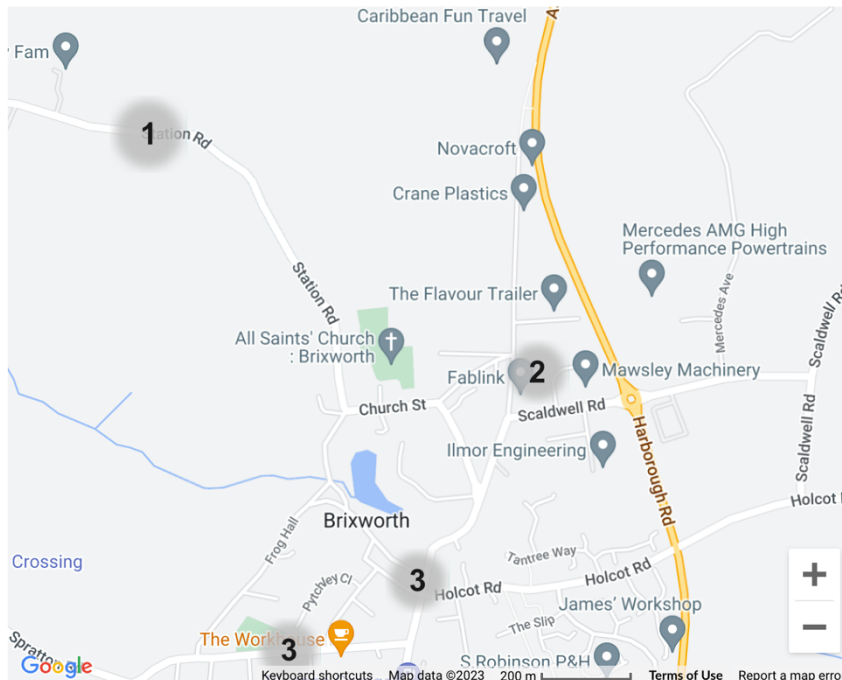 Caribbean Fun Travel
A
y Fam
1
Station Rd
Novacroft
Crane Plastics
Mercedes AMG High
Performance Powertrains
Station Rd
The Flavour Trailer
Mercedes Ave
Scaldwell Rd
All Saints' Church
: Brixworth
Fablink
2
Mawsley Machinery
Church St
Scaldwell Rd
Harborough Rd
Scaldwell Rd
Ilmor Engineering
Holcot R
Brixworth
Frog Hall
Tantree Way
Crossing
Pytchley Cl
3
Holcot Rd
Holcot Rd
+
The Slip
James' Workshop
−
Spratto
The Workhouse
3
S Robinson P&H
Google
Keyboard shortcuts
Map data ©2023
200 m
Terms of Use
Report a map error